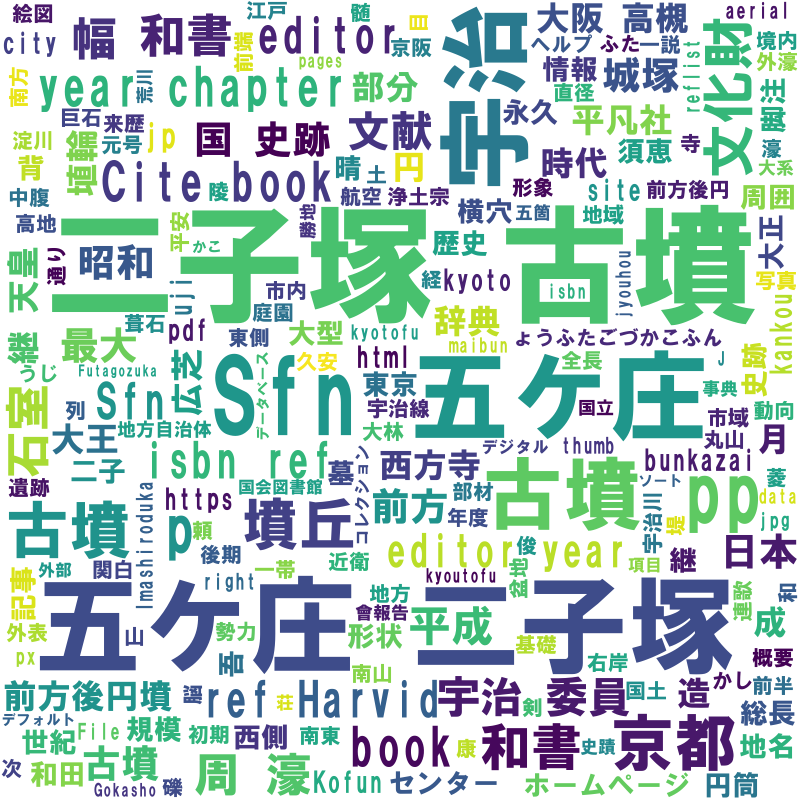 絵図
江戸
髄
目
aerial
city
幅
和書
editor
前端
京阪
pages
大阪 高槻
ヘルプ
ふた
一説
境内
外濠
南方
year
荒川
chapter
部分
宇治
情報
城塚
直径
reflist
文化財
脚注
淀川
巨石
来歴
元号
jp
国 史跡
文献
永久
平凡社
寺
濠
大系
背
埴輪
Cite book
陵
晴
土
円
時代
須恵
中腹
航空
浄土宗
形象
site
前方後円
周囲
高地
平安
かこ
勝地
横穴
五箇
地域
天皇
通り
昭和
二子塚 古墳
歴史
経
kyoto
isbn
jyouhou
大正
写真
継
葺石
uji
市内
庭園
kankou
最大
pdf
東側
大型
kyotofu
辞典
maibun
ょうふたごづかこふん
史跡
うじ
Futagozuka
広芝
データベース
久安
html
全長
J
石室
Sfn
Sfn
東京
五ケ庄
国立
事典
列
宇治線
市域
動向
大王
地方自治体
大林
デジタル
thumb
丸山
月
二子
isbn ref
墓
コレクション
西方寺
古墳
bunkazai
菱
遺跡
https
国会図書館
前方
部材
pp
ソート
data
古墳
Imashiroduka
p
頼
墳丘
年度
宇治川
堤
jpg
後期
近衛
editor year
俊
継
日本
外部
関白
一帯
盆地
項目
記事
right
地方
kyoutofu
連歌
和
五ケ庄 二子塚
外表
山
勢力
會報告
形状
平成
基礎
成
px
吾
南山
右岸
概要
前方後円墳
謡
ref
荘
Harvid
宇治 委員
剣
国土
造
かし
前半
デフォルト
File
規模
初期
西側
南東
総長
世紀
book
康
和書
史蹟
京都
地名
次
和田
古墳
Gokasho
礫
周 濠
Kofun
センター
ホームページ
円筒